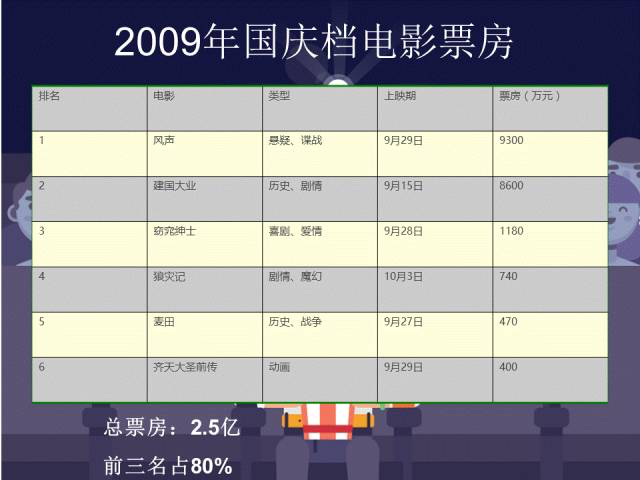 2009年国庆档电影票房
排名 电影 类型 上映期 票房（万元）
1 风声 悬疑、谍战 9月29日 9300
2 建国大业 历史、剧情 9月15日 8600
3 窈窕绅士 喜剧、爱情 9月28日 1180
4 狼灾记 剧情、魔幻 10月3日 740
5 麦田 历史、战争 9月27日 470
6 齐天大圣前传 动画 9月29日 400
总票房：2.5亿
前三名占80%